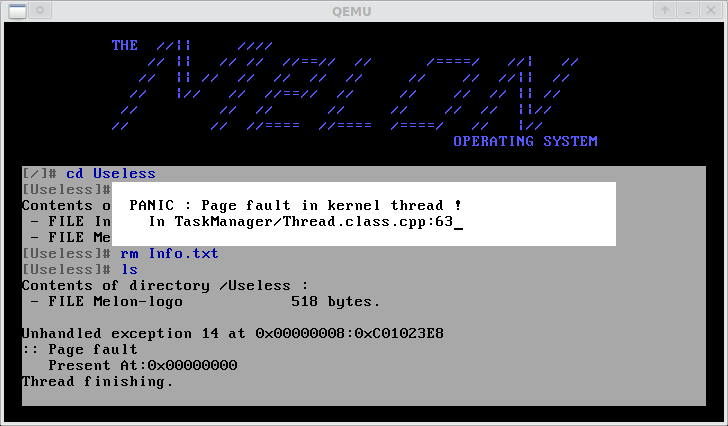 QEMU
THE
OPERATING SYSTEM
[/]# cd Useless
[Useless]#
Contents o
- FILE In
- FILE Me
PANIC : Page fault in kernel thread !
In TaskManager/Thread.class.cpp:63_
[Useless]# rm Info.txt
[Useless]# ls
Contents of directory /Useless :
- FILE Melon-logo 518 bytes.
Unhandled exception 14 at 0x00000008:0xC01023E8
:: Page fault
Present At:0x00000000
Thread finishing.